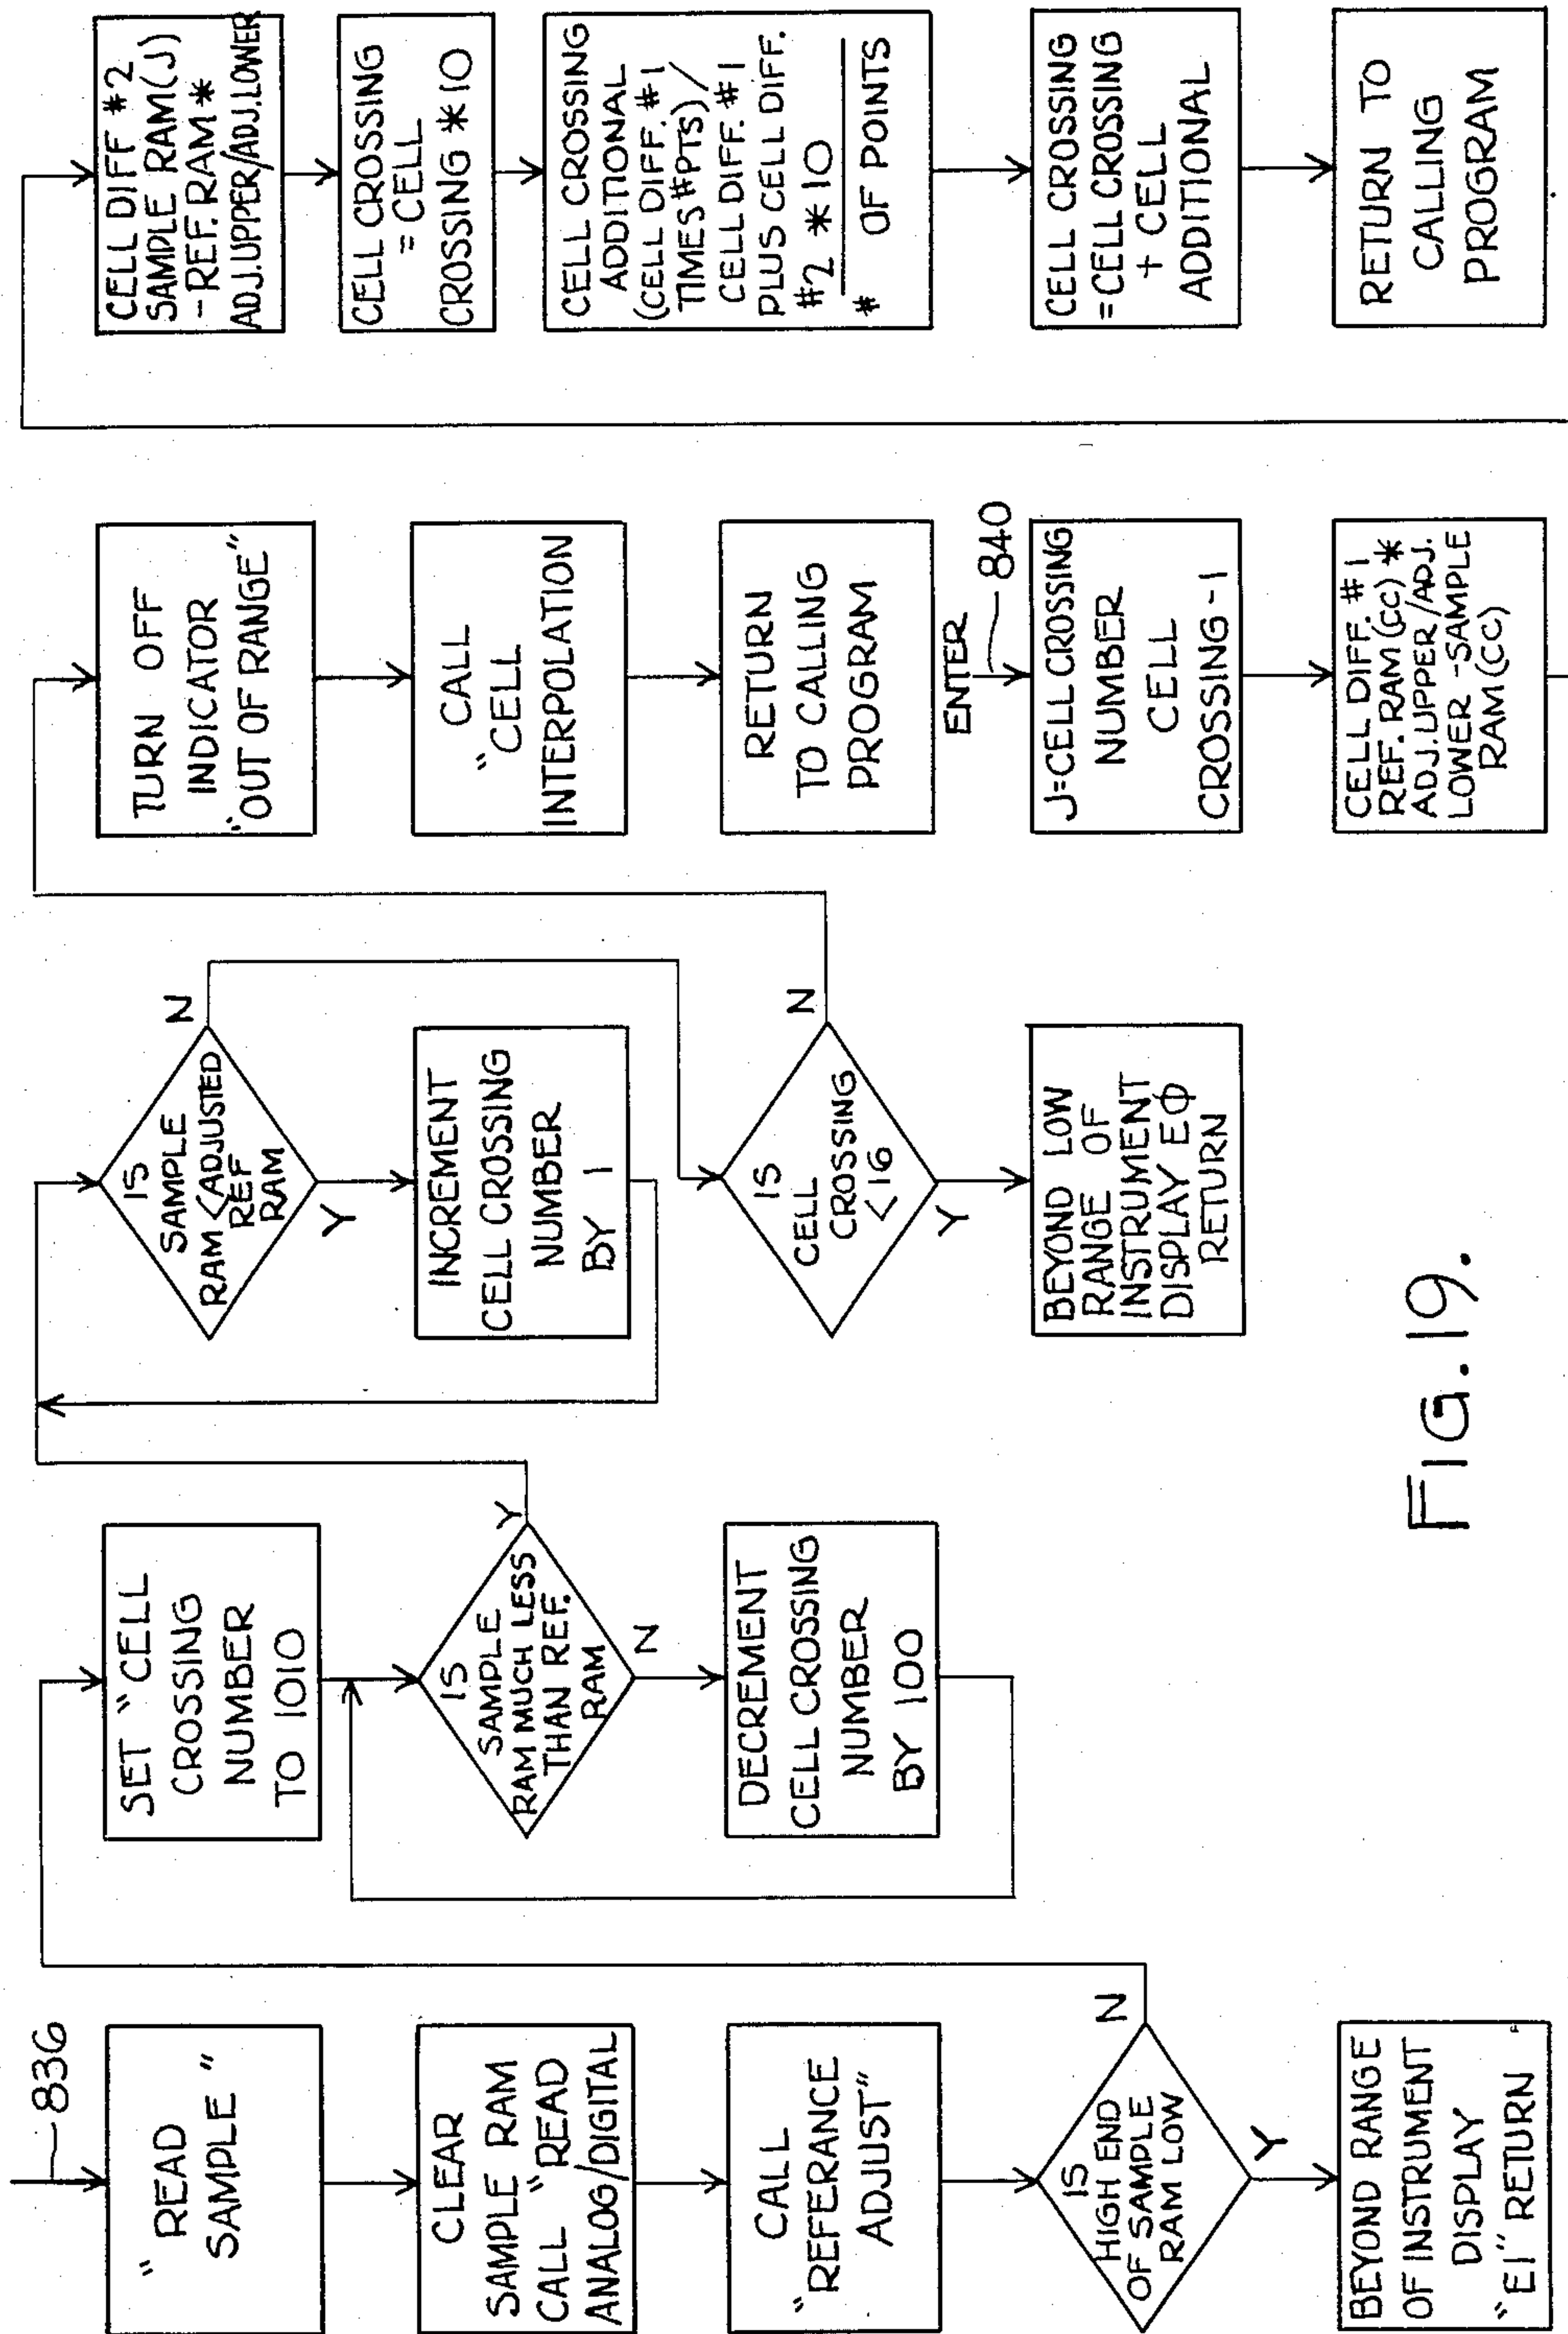 836
"READ
SAMPLE"
CLEAR
SAMPLE RAM
CALL "READ
ANALOG/DIGITAL
CALL
"REFERANCE
ADJUST"
IS
HIGH END
OF SAMPLE
RAM LOW
N
Y
BEYOND RANGE
OF INSTRUMENT
DISPLAY
"E1" RETURN
SET "CELL
CROSSING
NUMBER
TO 1010
IS
SAMPLE
RAM MUCH LESS
THAN REF.
RAM
Y
N
DECREMENT
CELL CROSSING
NUMBER
BY 100
IS
SAMPLE
RAM < ADJUSTED
REF
RAM
N
Y
INCREMENT
CELL CROSSING
NUMBER
BY 1
IS
CELL
CROSSING
< 16
N
Y
BEYOND LOW
RANGE OF
INSTRUMENT
DISPLAY EΦ
RETURN
TURN OFF
INDICATOR
"OUT OF RANGE"
CALL
"CELL
INTERPOLATION
RETURN
TO CALLING
PROGRAM
ENTER
840
J=CELL CROSSING
NUMBER
CELL
CROSSING-1
CELL DIFF. #1
REF. RAM (CC) *
ADJ.UPPER/ADJ.
LOWER -SAMPLE
RAM (CC)
CELL DIFF #2
SAMPLE RAM(J)
-REF. RAM *
ADJ.UPPER/ADJ.LOWER
CELL CROSSING
= CELL
CROSSING * 10
CELL CROSSING
ADDITIONAL
(CELL DIFF. #1
TIMES #PTS)/
CELL DIFF. #1
PLUS CELL DIFF.
#2 * 10
# OF POINTS
CELL CROSSING
=CELL CROSSING
+ CELL
ADDITIONAL
RETURN TO
CALLING
PROGRAM
FIG.19.